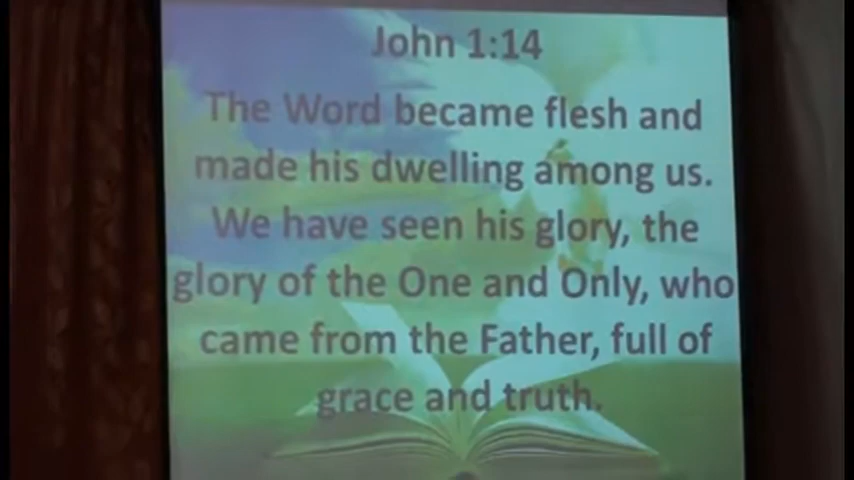 John 1:14
The Word became flesh and
made his dwelling among us.
We have seen his glory, the
glory of the One and Only, who
came from the Father, full of
grace and truth.